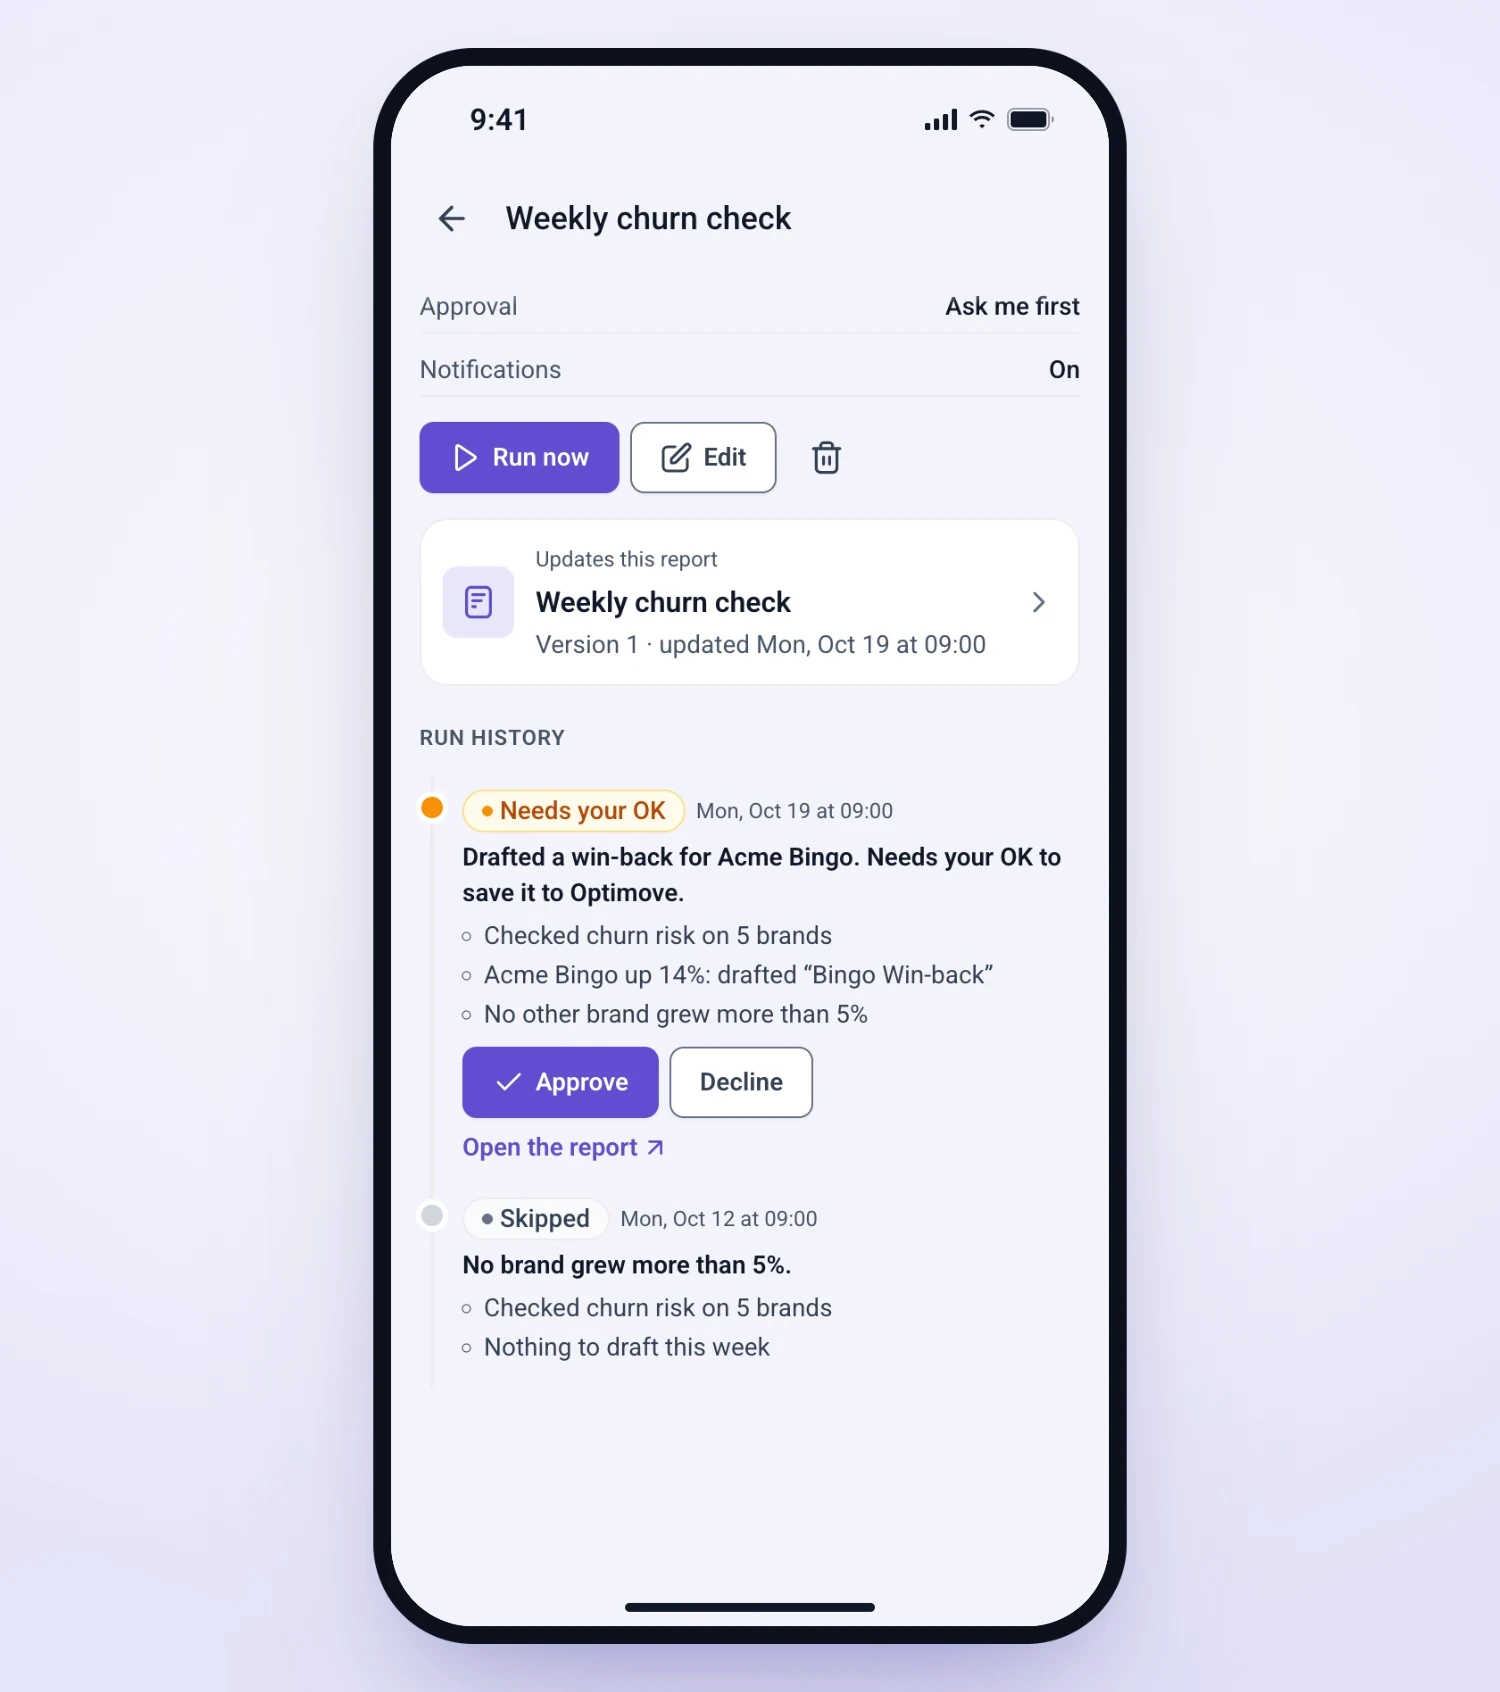 9:41
Weekly churn check
Approval
Ask me first
Notifications
On
Run now
Edit
Updates this report
Weekly churn check
Version 1 · updated Mon, Oct 19 at 09:00
RUN HISTORY
Needs your OK Mon, Oct 19 at 09:00
Drafted a win-back for Acme Bingo. Needs your OK to
save it to Optimove.
Checked churn risk on 5 brands
Acme Bingo up 14%: drafted “Bingo Win-back”
No other brand grew more than 5%
Approve
Decline
Open the report
Skipped Mon, Oct 12 at 09:00
No brand grew more than 5%.
Checked churn risk on 5 brands
Nothing to draft this week